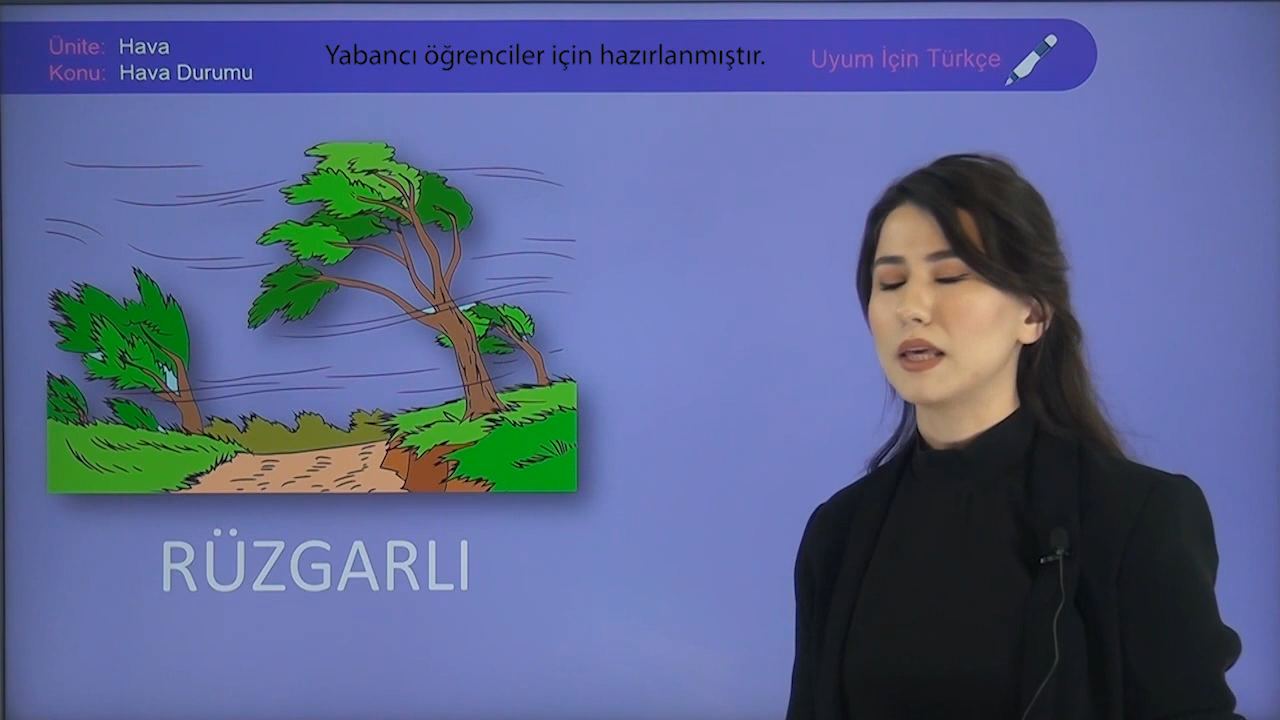 Ünite: Hava
Konu: Hava Durumu
Yabancı öğrenciler için hazırlanmıştır.
Uyum İçin Türkçe
RÜZGARLI